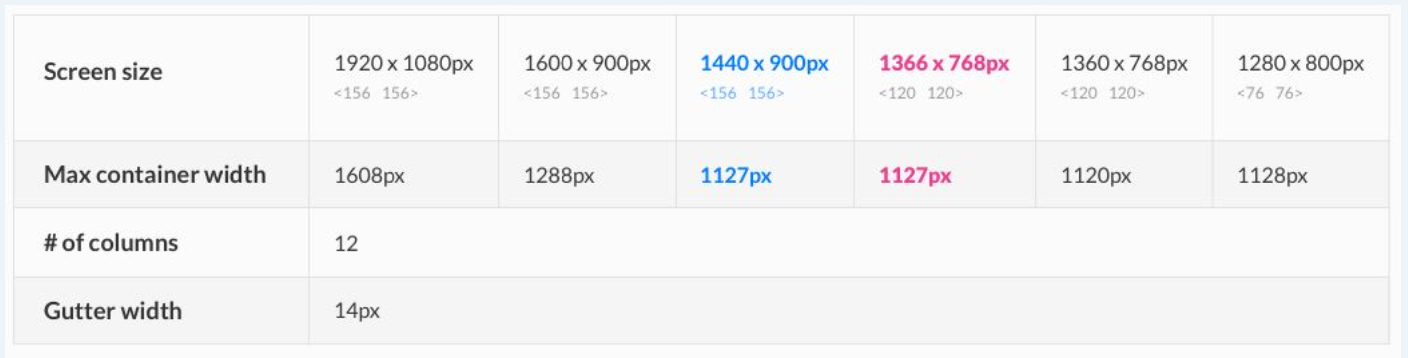 Screen size
1920 x 1080px 1600 x 900px 1440 x 900px 1366 x 768px 1360 x 768px 1280 x 800px
<156 156> <156 156> <156 156> <120 120> <120 120> <76 76>
Max container width 1608px 1288px 1127px 1127px 1120px 1128px
# of columns 12
Gutter width 14px